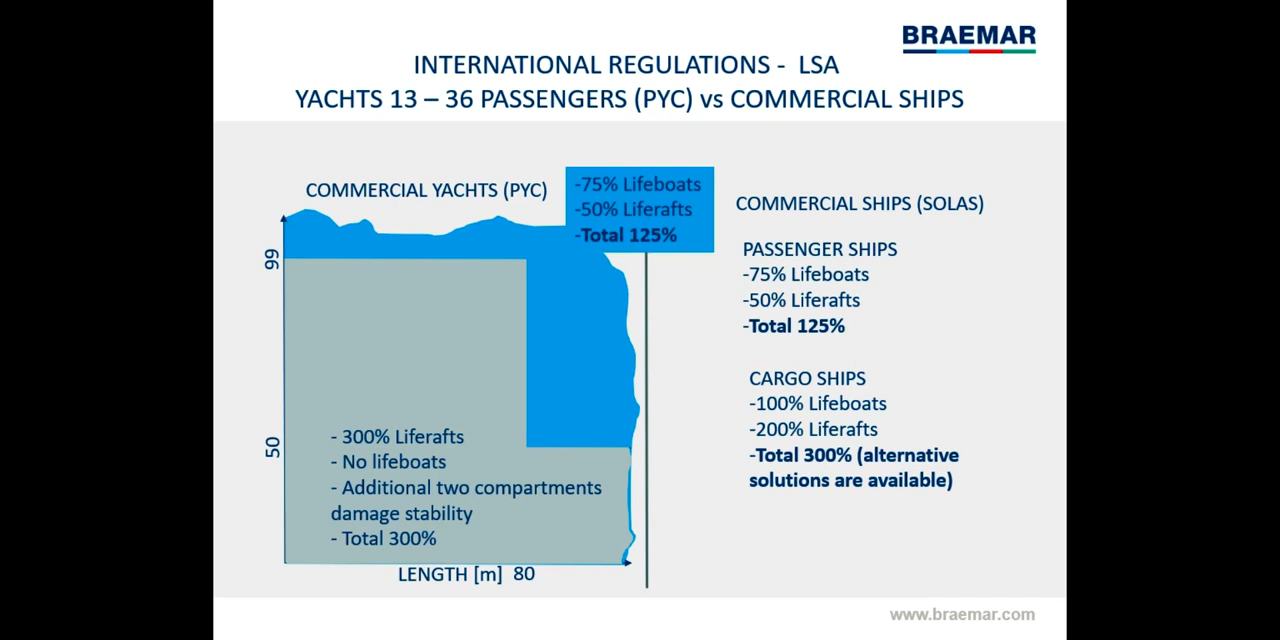 BRAEMAR
INTERNATIONAL REGULATIONS - LSA
YACHTS 13 – 36 PASSENGERS (PYC) vs COMMERCIAL SHIPS
COMMERCIAL YACHTS (PYC)
-75% Lifeboats
-50% Liferafts
-Total 125%
99
50
- 300% Liferafts
- No lifeboats
- Additional two compartments
damage stability
- Total 300%
LENGTH [m] 80
COMMERCIAL SHIPS (SOLAS)
PASSENGER SHIPS
-75% Lifeboats
-50% Liferafts
-Total 125%
CARGO SHIPS
-100% Lifeboats
-200% Liferafts
-Total 300% (alternative
solutions are available)
www.braemar.com